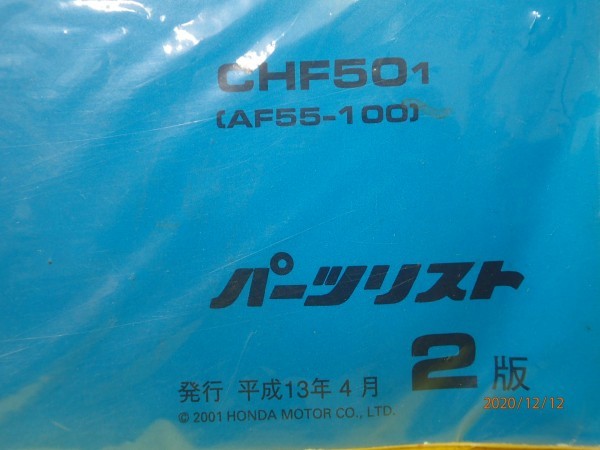 CHF501
(AF55-100)
パーツリスト
2版
発行 平成13年4月
© 2001 HONDA MOTOR CO., LTD.
2020/12/12